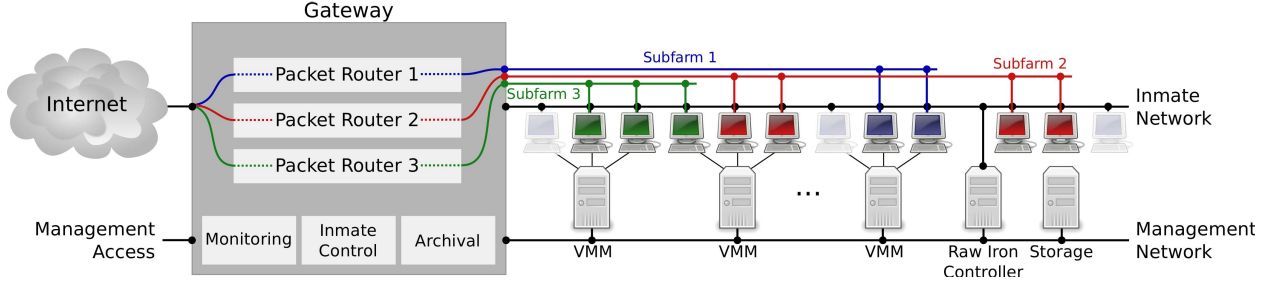 Gateway
Internet
Packet Router 1
Packet Router 2
Packet Router 3
Subfarm 1
Subfarm 2
Subfarm 3
Inmate
Network
...
Management
Access
Monitoring
Inmate
Control
Archival
VMM
VMM
VMM
Raw Iron
Controller
Storage
Management
Network